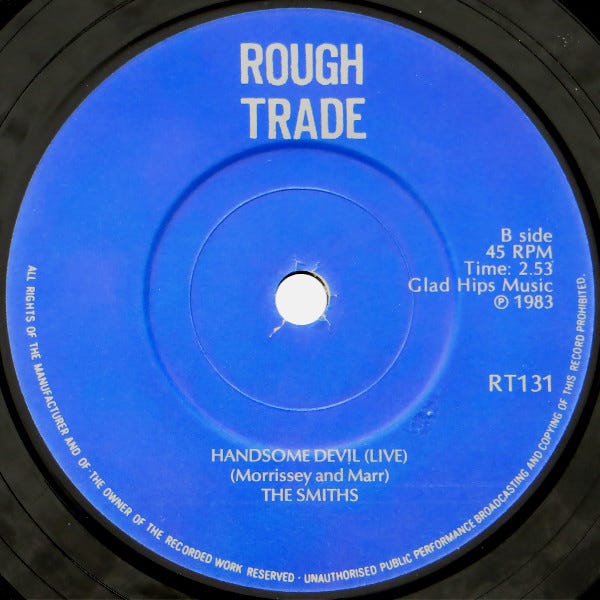 ROUGH
TRADE
B side
45 RPM
Time: 2.53
Glad Hips Music
℗ 1983
RT131
HANDSOME DEVIL (LIVE)
(Morrissey and Marr)
THE SMITHS
ALL RIGHTS OF THE MANUFACTURER AND OF THE OWNER OF THE RECORDED WORK RESERVED · UNAUTHORISED PUBLIC PERFORMANCE BROADCASTING AND COPYING OF THIS RECORD PROHIBITED.